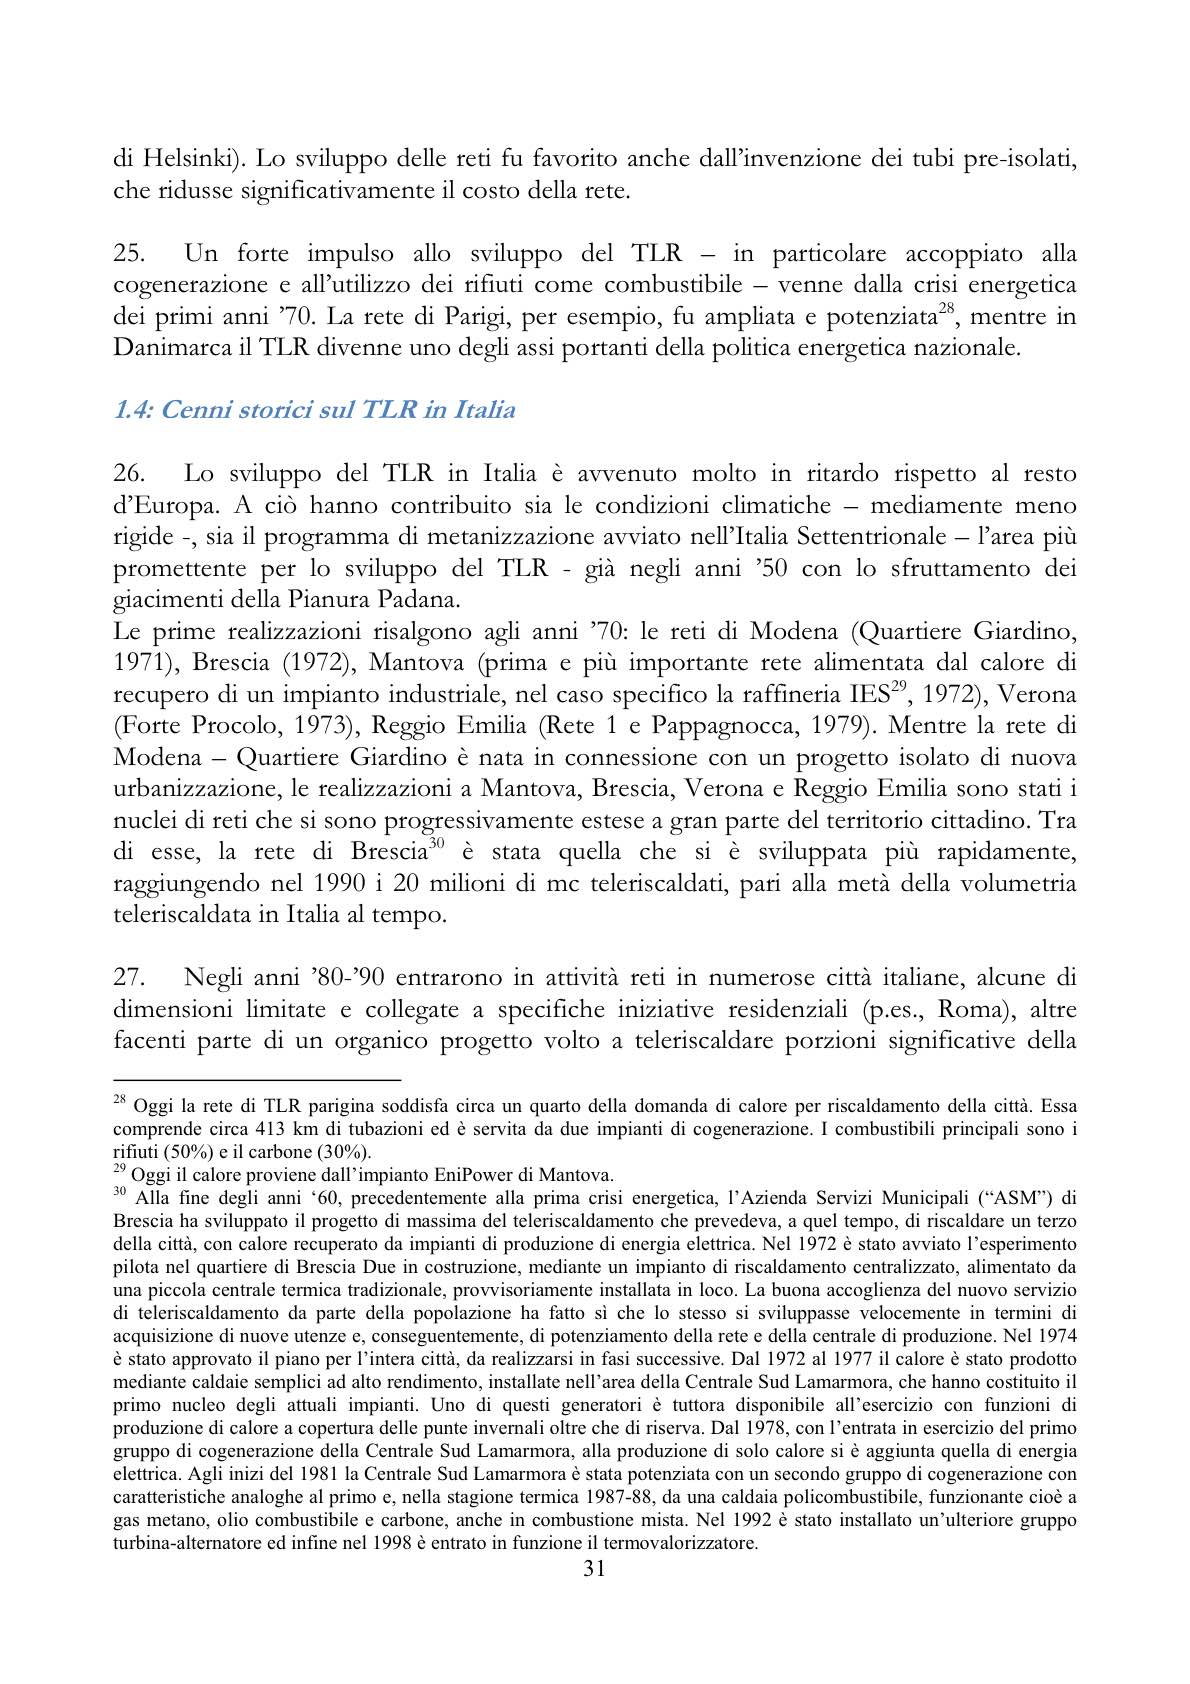 di Helsinki). Lo sviluppo delle reti fu favorito anche dall’invenzione dei tubi pre-isolati,
che ridusse significativamente il costo della rete.
25. Un forte impulso allo sviluppo del TLR – in particolare accoppiato alla
cogenerazione e all’utilizzo dei rifiuti come combustibile – venne dalla crisi energetica
dei primi anni ’70. La rete di Parigi, per esempio, fu ampliata e potenziata28, mentre in
Danimarca il TLR divenne uno degli assi portanti della politica energetica nazionale.
1.4: Cenni storici sul TLR in Italia
26. Lo sviluppo del TLR in Italia è avvenuto molto in ritardo rispetto al resto
d’Europa. A ciò hanno contribuito sia le condizioni climatiche – mediamente meno
rigide -, sia il programma di metanizzazione avviato nell’Italia Settentrionale – l’area più
promettente per lo sviluppo del TLR - già negli anni ’50 con lo sfruttamento dei
giacimenti della Pianura Padana.
Le prime realizzazioni risalgono agli anni ’70: le reti di Modena (Quartiere Giardino,
1971), Brescia (1972), Mantova (prima e più importante rete alimentata dal calore di
recupero di un impianto industriale, nel caso specifico la raffineria IES29, 1972), Verona
(Forte Procolo, 1973), Reggio Emilia (Rete 1 e Pappagnocca, 1979). Mentre la rete di
Modena – Quartiere Giardino è nata in connessione con un progetto isolato di nuova
urbanizzazione, le realizzazioni a Mantova, Brescia, Verona e Reggio Emilia sono stati i
nuclei di reti che si sono progressivamente estese a gran parte del territorio cittadino. Tra
di esse, la rete di Brescia30 è stata quella che si è sviluppata più rapidamente,
raggiungendo nel 1990 i 20 milioni di mc teleriscaldati, pari alla metà della volumetria
teleriscaldata in Italia al tempo.
27. Negli anni ’80-’90 entrarono in attività reti in numerose città italiane, alcune di
dimensioni limitate e collegate a specifiche iniziative residenziali (p.es., Roma), altre
facenti parte di un organico progetto volto a teleriscaldare porzioni significative della
28 Oggi la rete di TLR parigina soddisfa circa un quarto della domanda di calore per riscaldamento della città. Essa
comprende circa 413 km di tubazioni ed è servita da due impianti di cogenerazione. I combustibili principali sono i
rifiuti (50%) e il carbone (30%).
29 Oggi il calore proviene dall’impianto EniPower di Mantova.
30 Alla fine degli anni ‘60, precedentemente alla prima crisi energetica, l’Azienda Servizi Municipali (“ASM”) di
Brescia ha sviluppato il progetto di massima del teleriscaldamento che prevedeva, a quel tempo, di riscaldare un terzo
della città, con calore recuperato da impianti di produzione di energia elettrica. Nel 1972 è stato avviato l’esperimento
pilota nel quartiere di Brescia Due in costruzione, mediante un impianto di riscaldamento centralizzato, alimentato da
una piccola centrale termica tradizionale, provvisoriamente installata in loco. La buona accoglienza del nuovo servizio
di teleriscaldamento da parte della popolazione ha fatto sì che lo stesso si sviluppasse velocemente in termini di
acquisizione di nuove utenze e, conseguentemente, di potenziamento della rete e della centrale di produzione. Nel 1974
è stato approvato il piano per l’intera città, da realizzarsi in fasi successive. Dal 1972 al 1977 il calore è stato prodotto
mediante caldaie semplici ad alto rendimento, installate nell’area della Centrale Sud Lamarmora, che hanno costituito il
primo nucleo degli attuali impianti. Uno di questi generatori è tuttora disponibile all’esercizio con funzioni di
produzione di calore a copertura delle punte invernali oltre che di riserva. Dal 1978, con l’entrata in esercizio del primo
gruppo di cogenerazione della Centrale Sud Lamarmora, alla produzione di solo calore si è aggiunta quella di energia
elettrica. Agli inizi del 1981 la Centrale Sud Lamarmora è stata potenziata con un secondo gruppo di cogenerazione con
caratteristiche analoghe al primo e, nella stagione termica 1987-88, da una caldaia policombustibile, funzionante cioè a
gas metano, olio combustibile e carbone, anche in combustione mista. Nel 1992 è stato installato un’ulteriore gruppo
turbina-alternatore ed infine nel 1998 è entrato in funzione il termovalorizzatore.
31